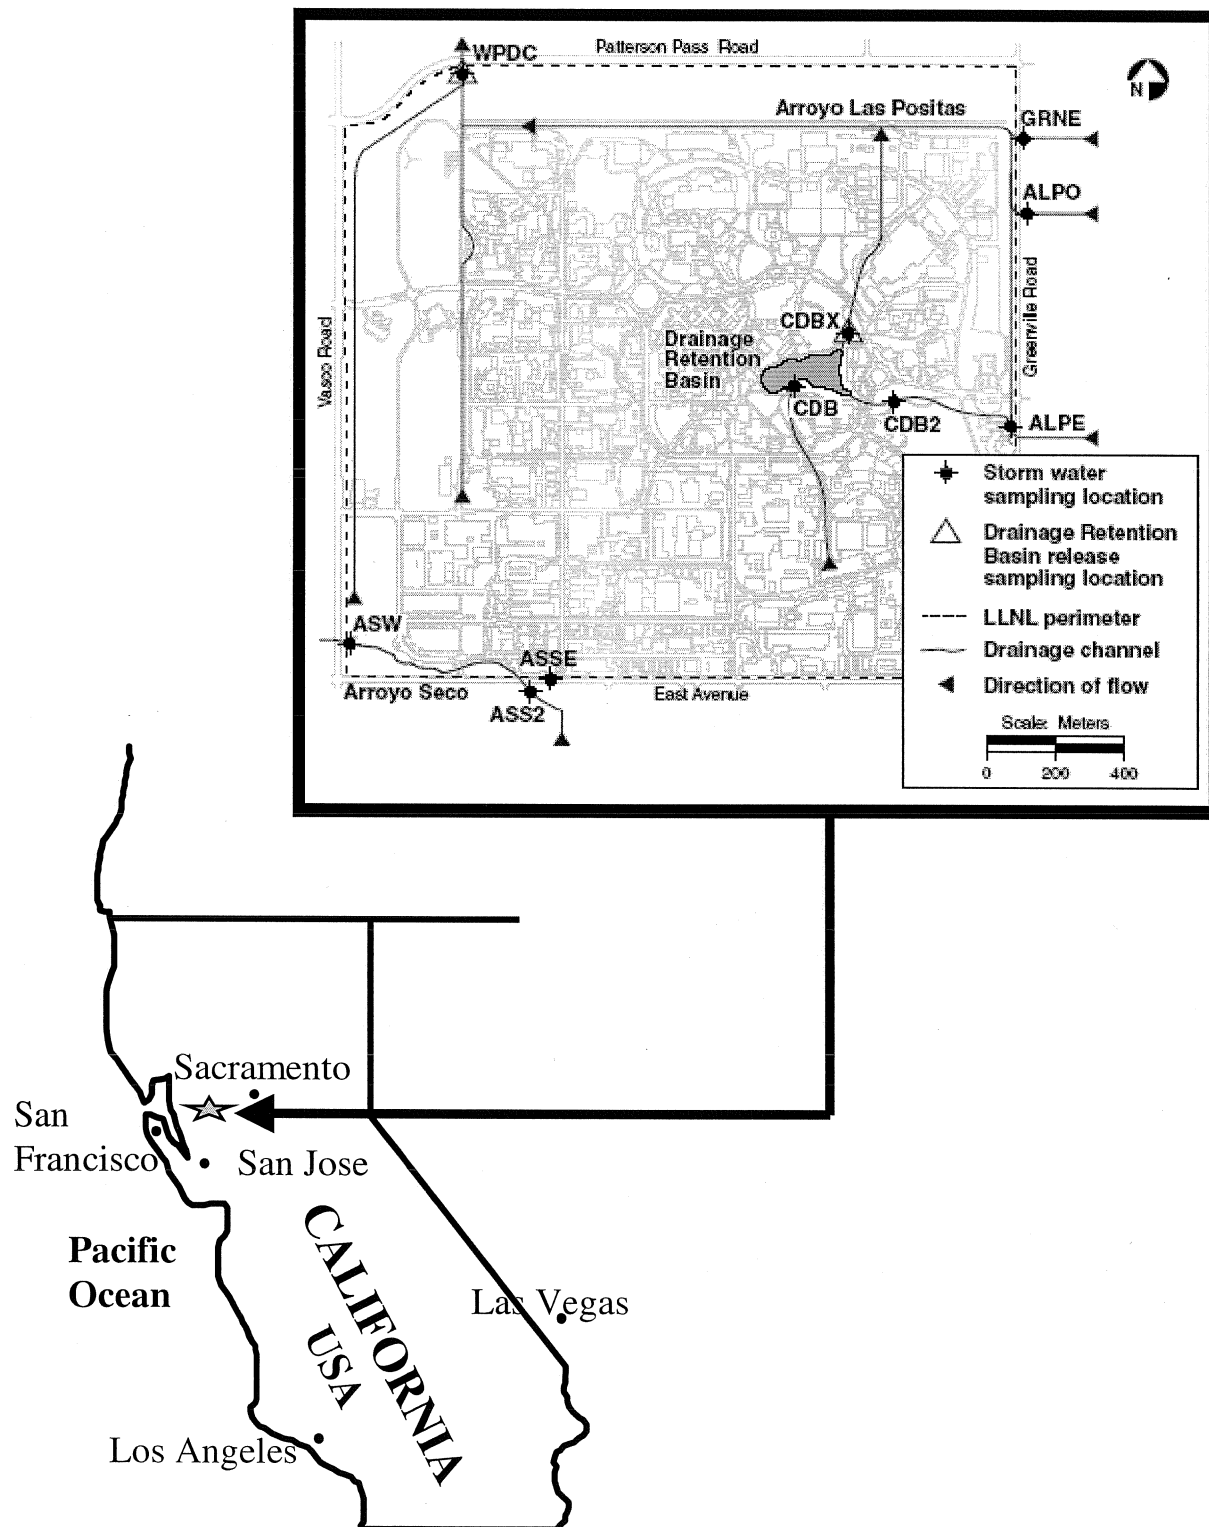 WPDC
Patterson Pass Road
N
Arroyo Las Positas
GRNE
ALPO
Vasco Road
Greenville Road
CDBX
Drainage
Retention
Basin
CDB
CDB2
ALPE
Storm water
sampling location
Drainage Retention
Basin release
sampling location
LLNL perimeter
Drainage channel
Direction of flow
Scale: Meters
0 200 400
ASW
ASSE
Arroyo Seco
East Avenue
ASS2
Sacramento
San
Francisco
San Jose
Pacific
Ocean
CALIFORNIA
USA
Las Vegas
Los Angeles